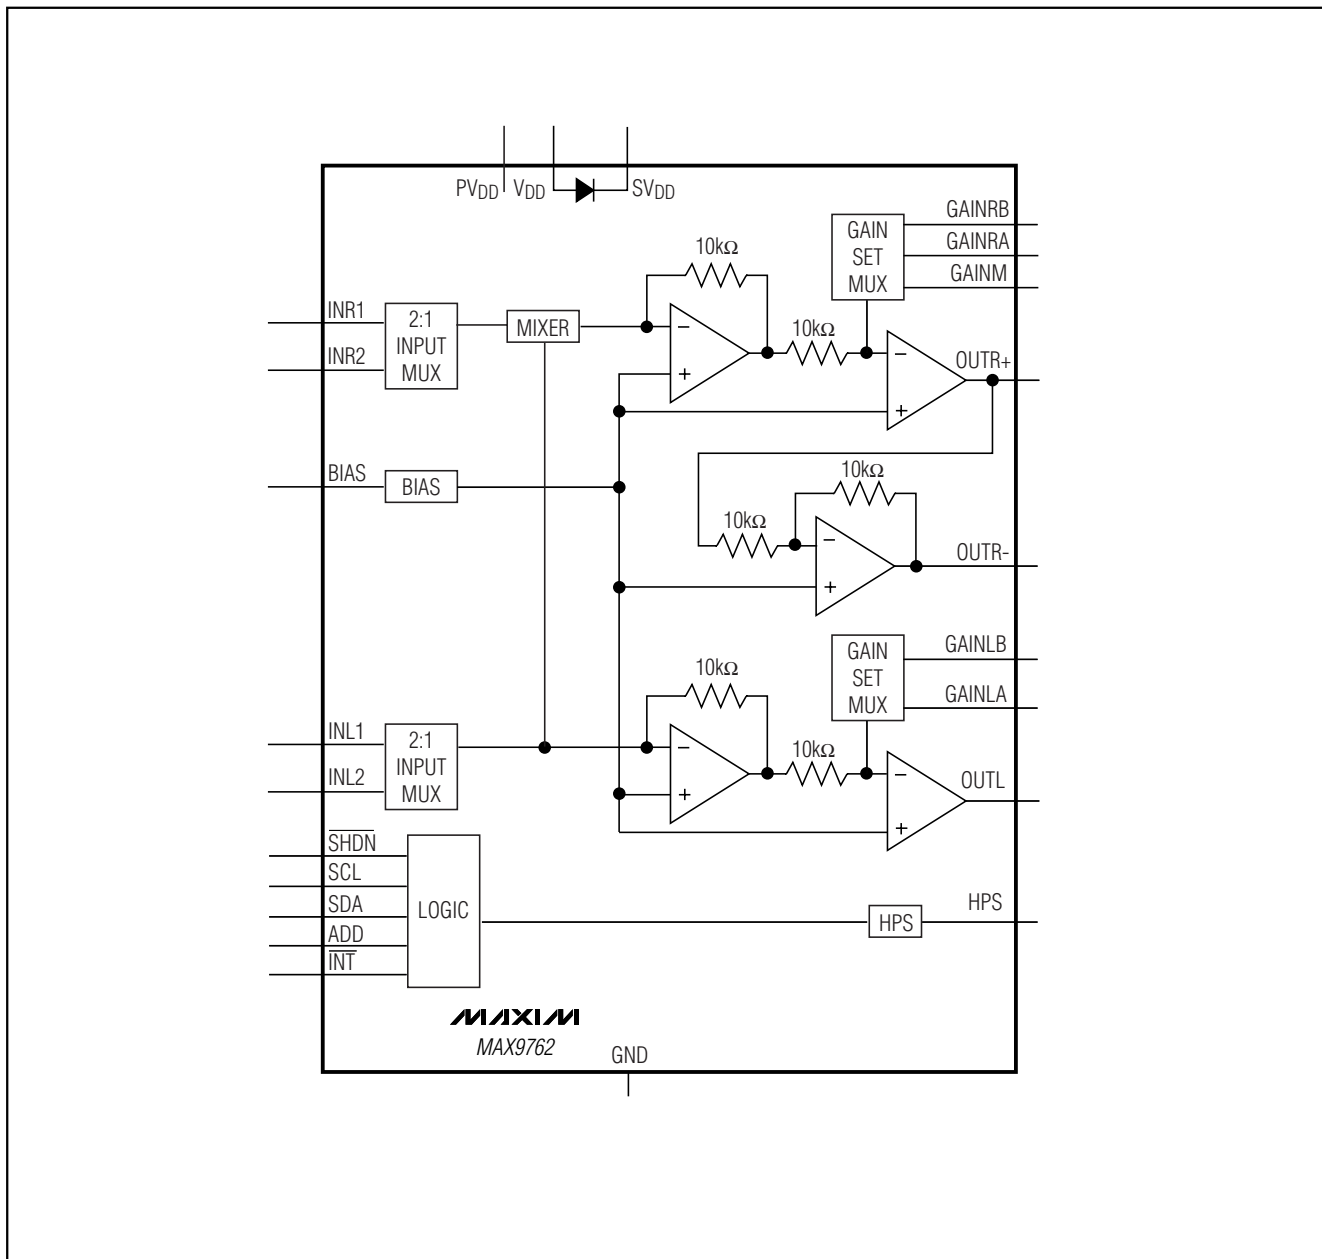 PVDD VDD SVDD
GAINRB
GAIN
SET
MUX
GAINRA
GAINM
10kΩ
INR1
2:1
INPUT
MUX
MIXER
INR2
10kΩ
OUTR+
BIAS
BIAS
10kΩ
10kΩ
OUTR-
GAINLB
GAIN
SET
MUX
GAINLA
10kΩ
INL1
2:1
INPUT
MUX
INL2
10kΩ
OUTL
SHDN
SCL
SDA
ADD
INT
LOGIC
HPS
HPS
MAXIM
MAX9762
GND
− + − + − + − + − +